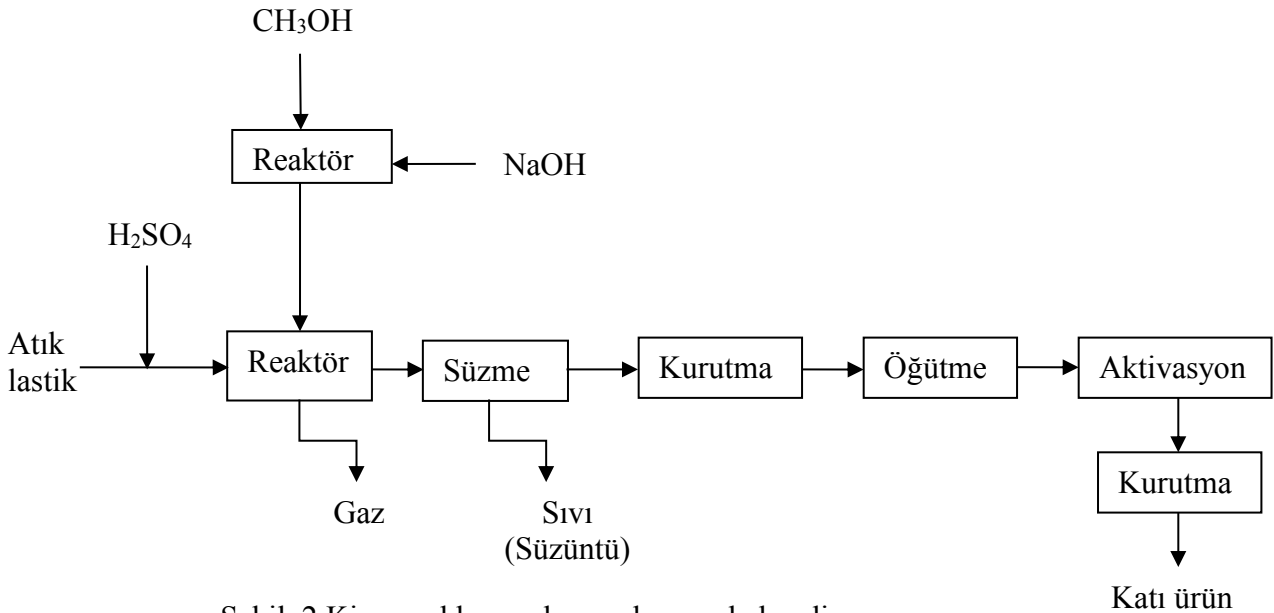 CH₃OH
Reaktör
NaOH
H₂SO₄
Atık
lastik
Reaktör
Süzme
Kurutma
Öğütme
Aktivasyon
Kurutma
Gaz
Sıvı
(Süzüntü)
Katı ürün